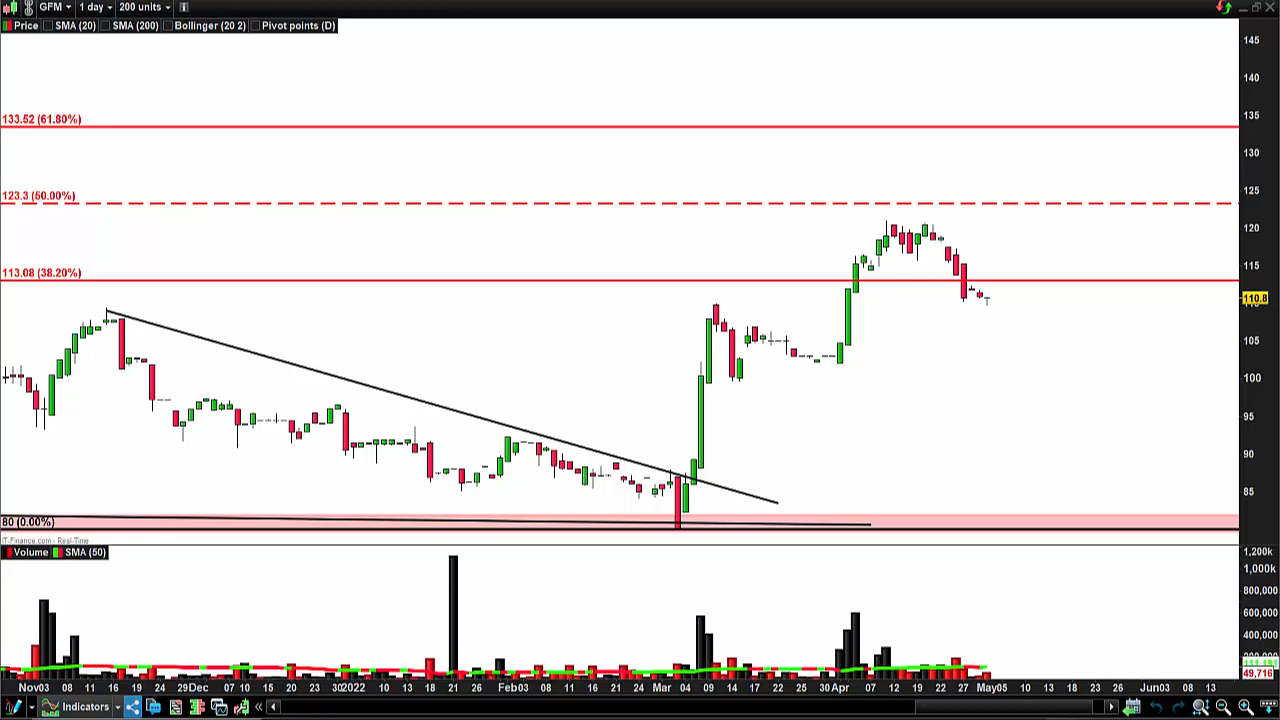 GFM 1 day 200 units
Price SMA (20) SMA (200) Bollinger (20 2) Pivot points (D)
145
140
133.52 (61.80%)
135
130
123.3 (50.00%)
125
120
113.08 (38.20%)
115
110.8
105
100
95
90
85
80 (0.00%)
IT-Finance.com - Real-Time
Volume SMA (50)
1,200k
1,000k
800,000
600,000
400,000
49,716
Nov03 08 11 16 19 24 29Dec 07 10 15 20 23 302022 10 13 18 21 26 Feb03 08 11 16 21 24 Mar 04 09 14 17 22 25 30Apr 07 12 19 22 27 May05 10 13 18 23 26 Jun03 08 13
Indicators